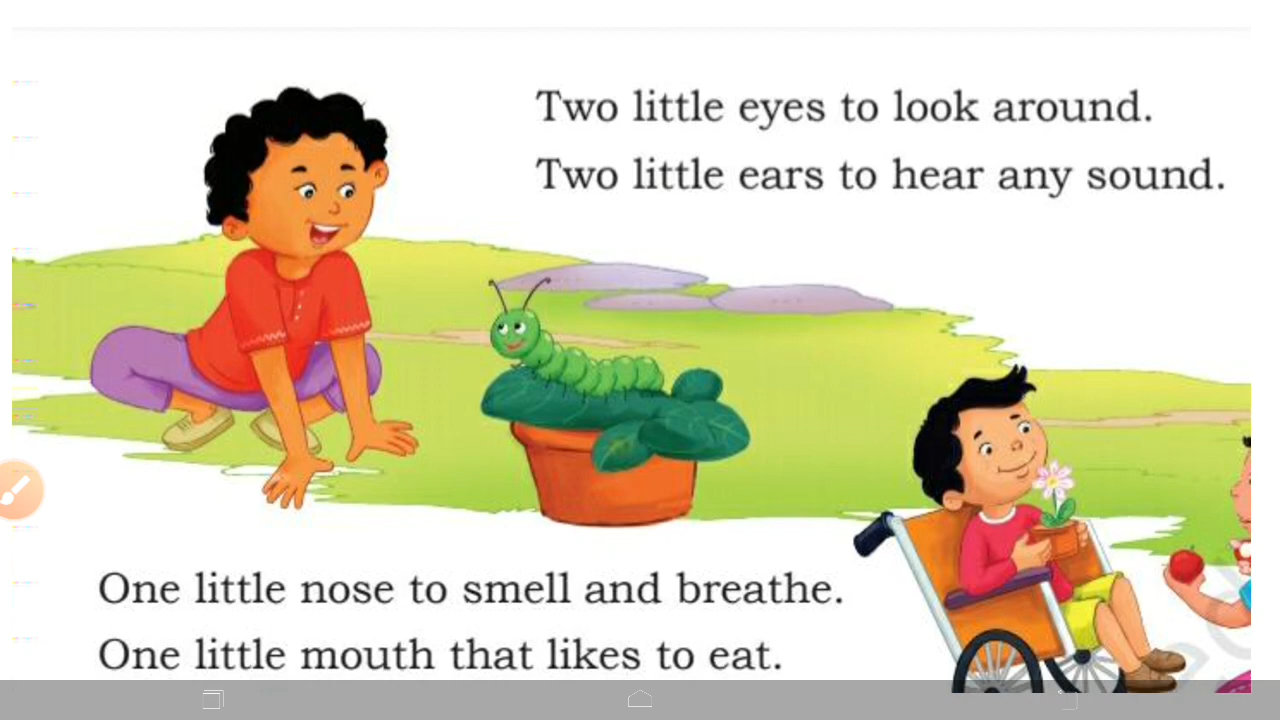 Two little eyes to look around.
Two little ears to hear any sound.
One little nose to smell and breathe.
One little mouth that likes to eat.